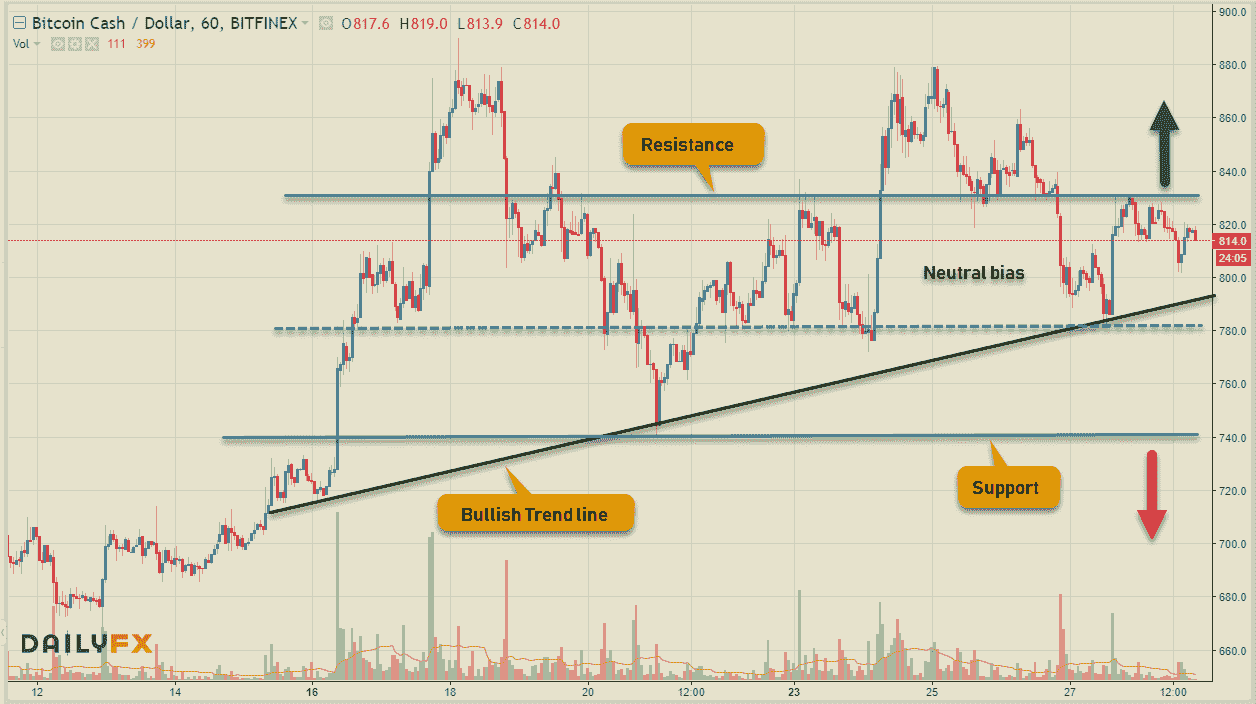 Bitcoin Cash / Dollar, 60, BITFINEX O817.6 H819.0 L813.9 C814.0
Vol 111 399
900.0
880.0
860.0
840.0
820.0
814.0
24:05
800.0
780.0
760.0
740.0
720.0
700.0
680.0
660.0
Resistance
Neutral bias
Support
Bullish Trend line
DAILYFX
12 14 16 18 20 12:00 23 25 27 12:00